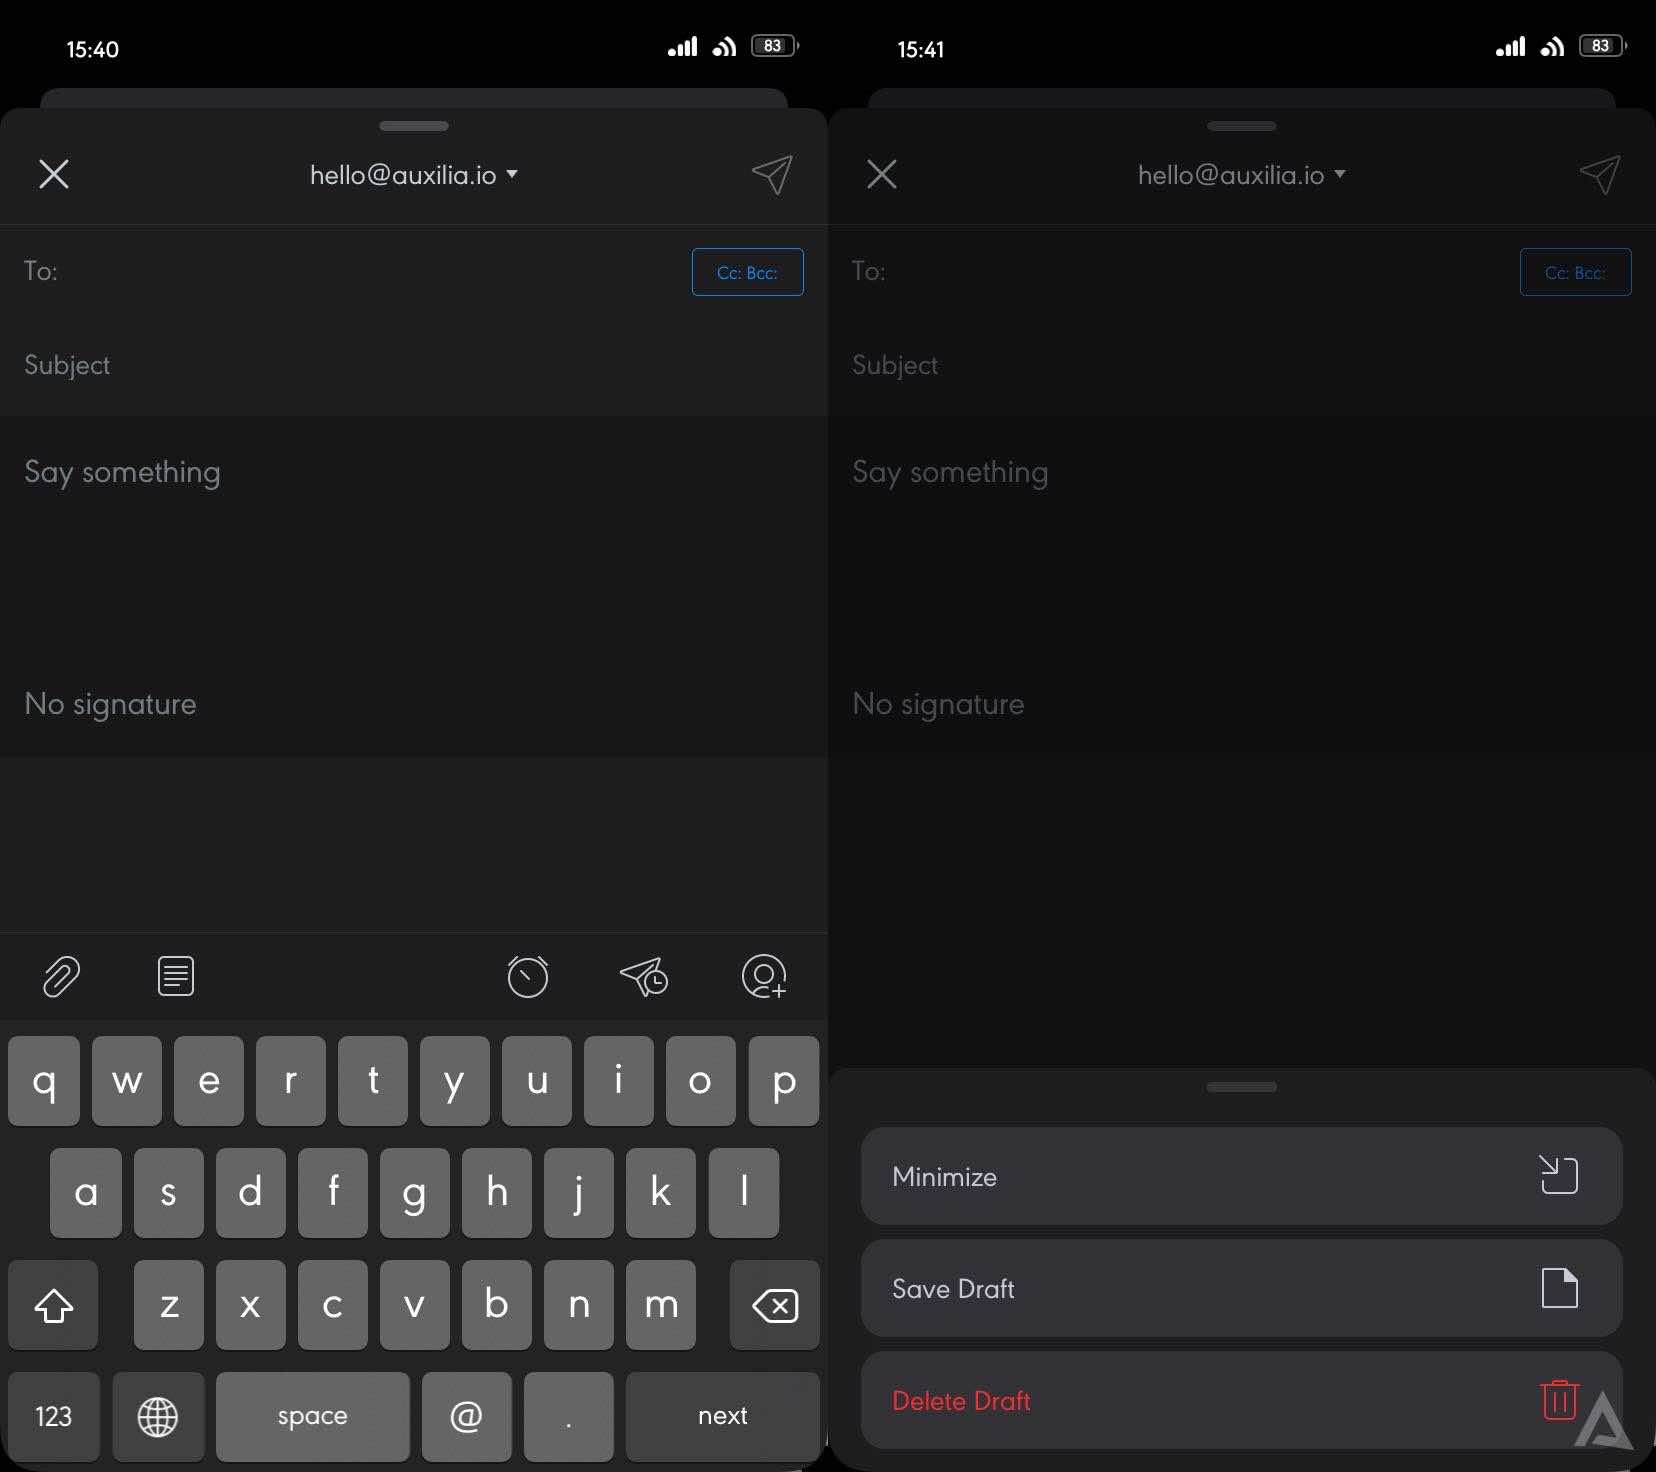 15:40
83
hello@auxilia.io
To:
Cc: Bcc:
Subject
Say something
No signature
q w e r t y u i o p
a s d f g h j k l
z x c v b n m
123 space @ . next
15:41
83
hello@auxilia.io
To:
Cc: Bcc:
Subject
Say something
No signature
Minimize
Save Draft
Delete Draft